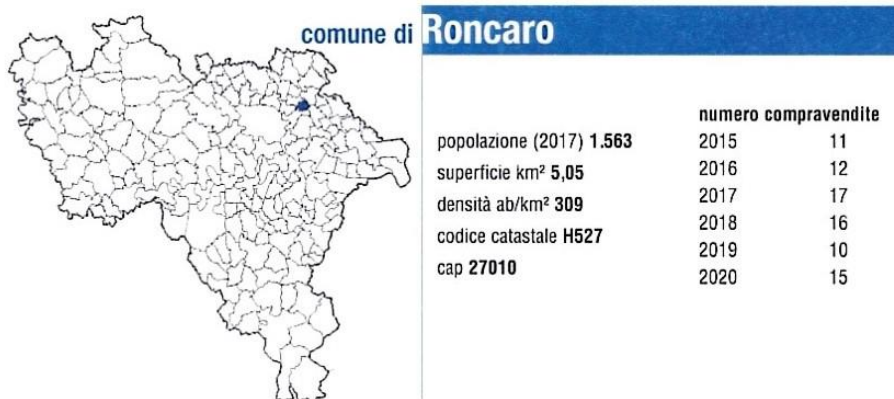 comune di Roncaro
popolazione (2017) 1.563
superficie km² 5,05
densità ab/km² 309
codice catastale H527
cap 27010
numero compravendite
2015 11
2016 12
2017 17
2018 16
2019 10
2020 15